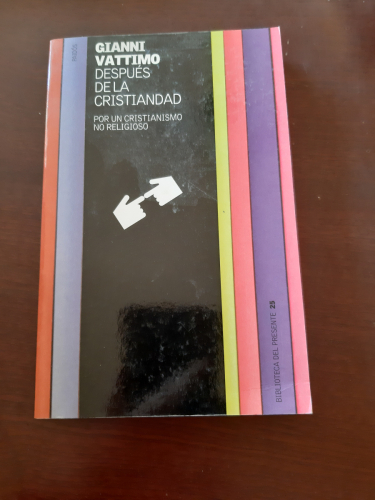 GIANNI
VATTIMO
DESPUÉS
DE LA
CRISTIANDAD
POR UN CRISTIANISMO
NO RELIGIOSO
BIBLIOTECA DEL PRESENTE 25